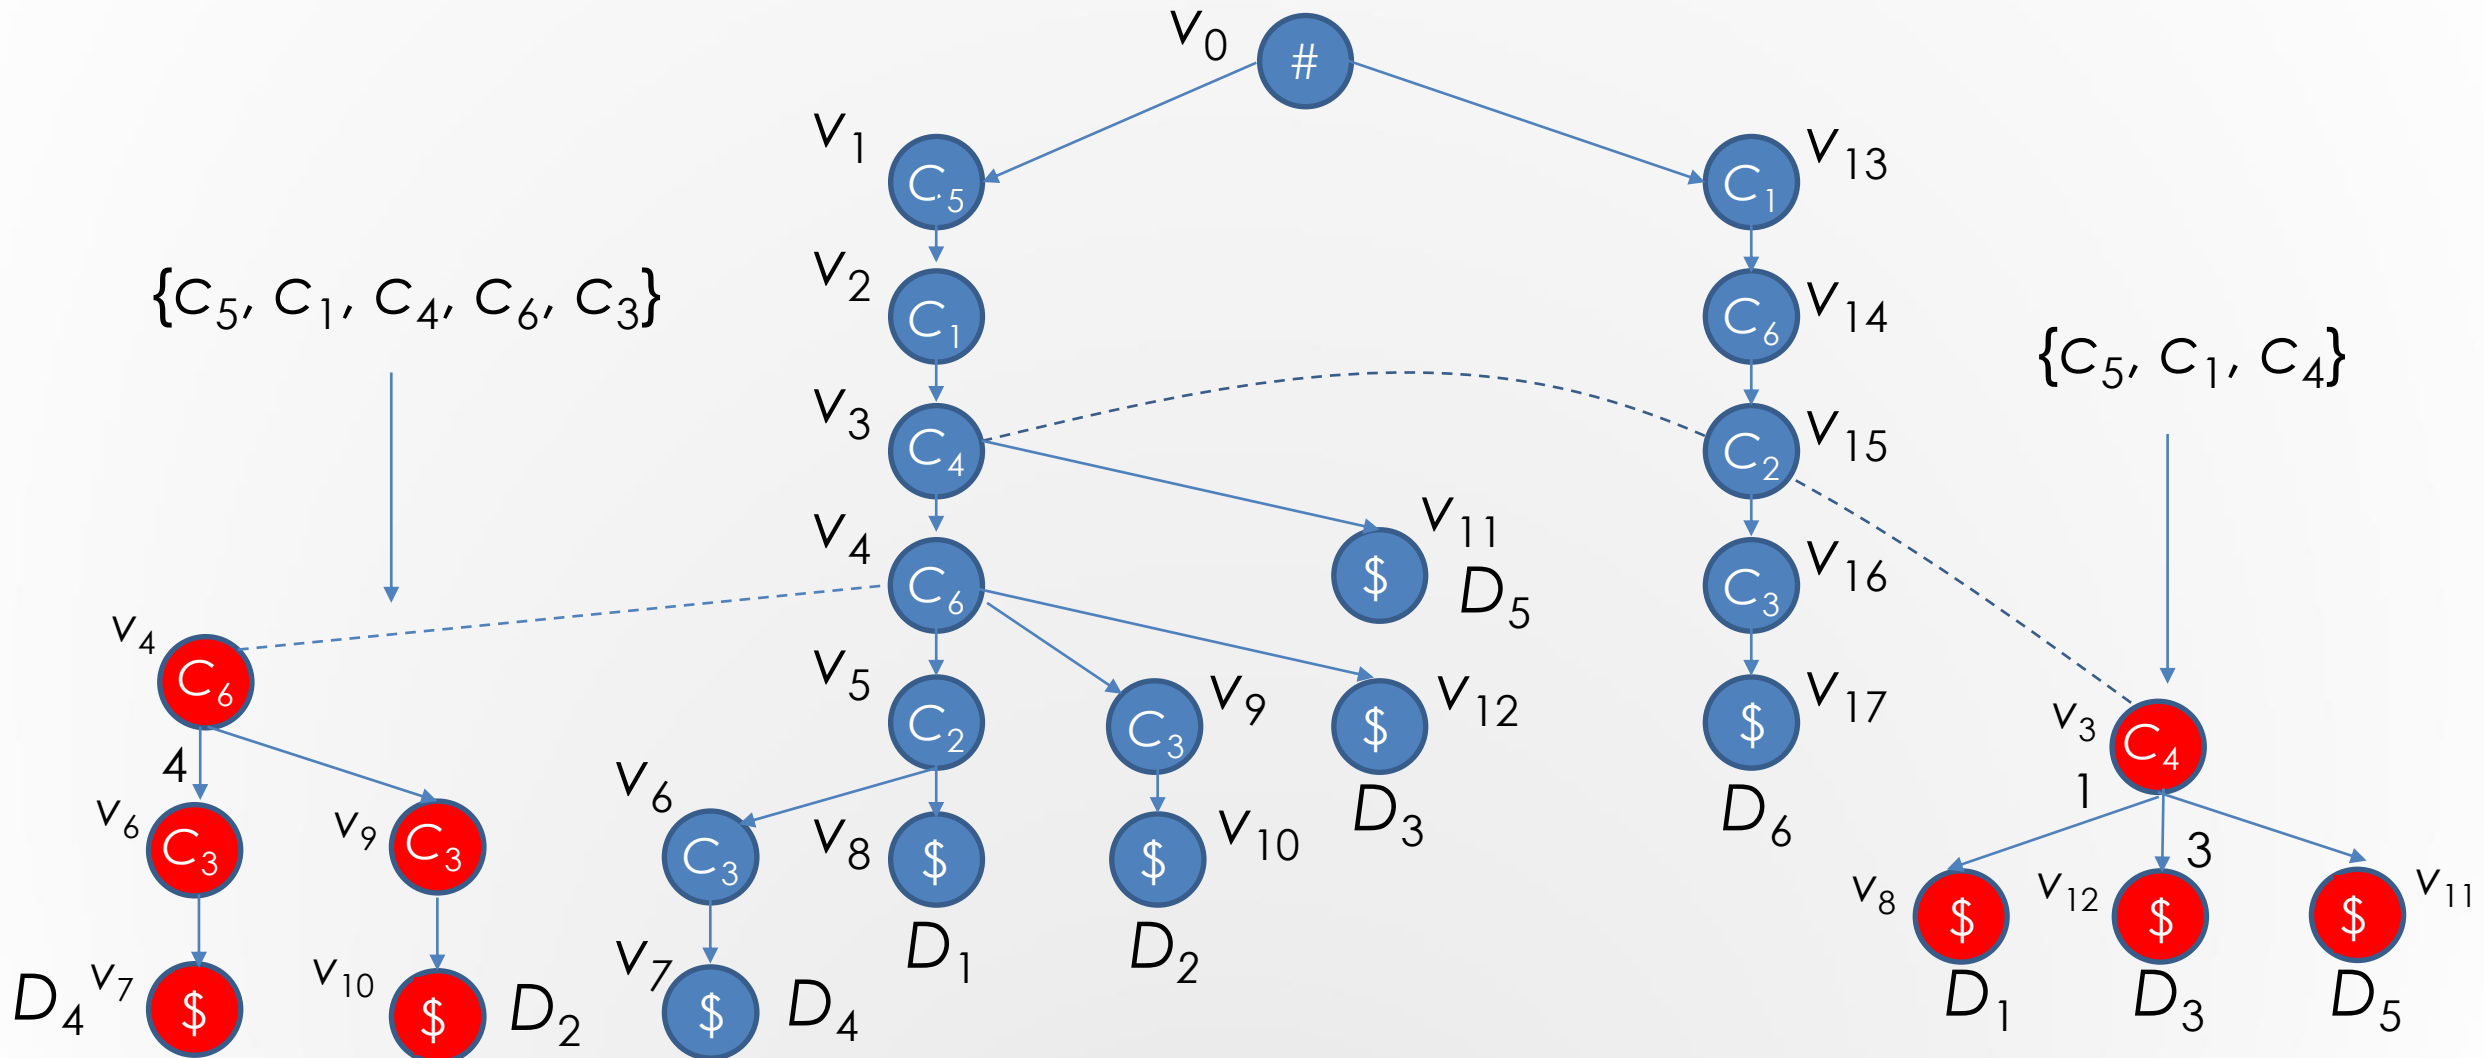 v0 #
v1 C5 C1 v13
{C5, C1, C4, C6, C3}
v2 C1 C6 v14
{C5, C1, C4}
v3 C4 C2 v15
v11
v4 C6 $ D5 C3 v16
v4 C6
v5 C2 C3 v9 $ v12 $ v17
v3 C4
4 1 3
v6 C3 v9 C3 v6 C3 v8 $ $ v10 D3 D6
v8 $ v12 $ $ v11
D4 v7 $ v10 $ D2 v7 $ D4 D1 D2
D1 D3 D5